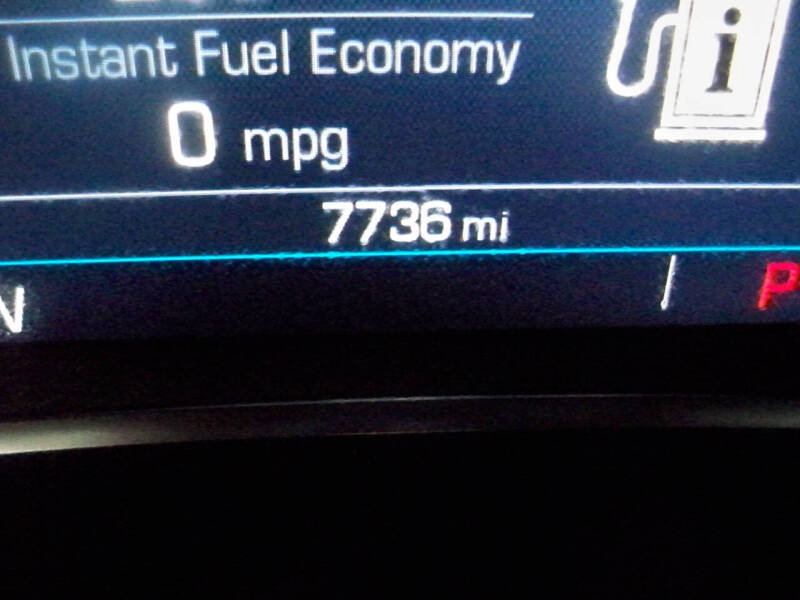 Instant Fuel Economy
i
0 mpg
7736 mi
N
P